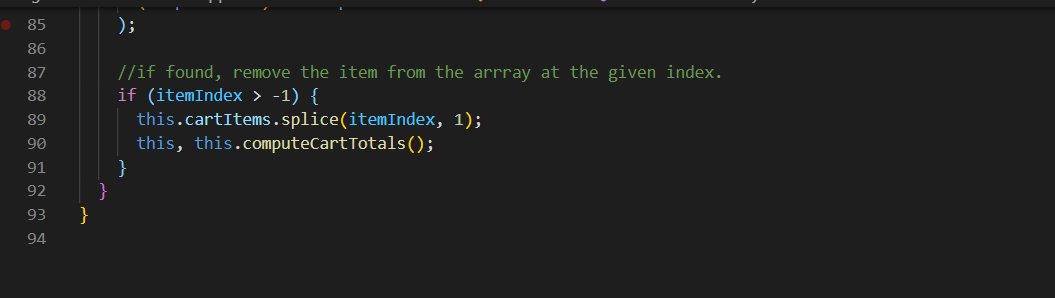 85 );
86
87 //if found, remove the item from the arrray at the given index.
88 if (itemIndex > -1) {
89 this.cartItems.splice(itemIndex, 1);
90 this, this.computeCartTotals();
91 }
92 }
93 }
94